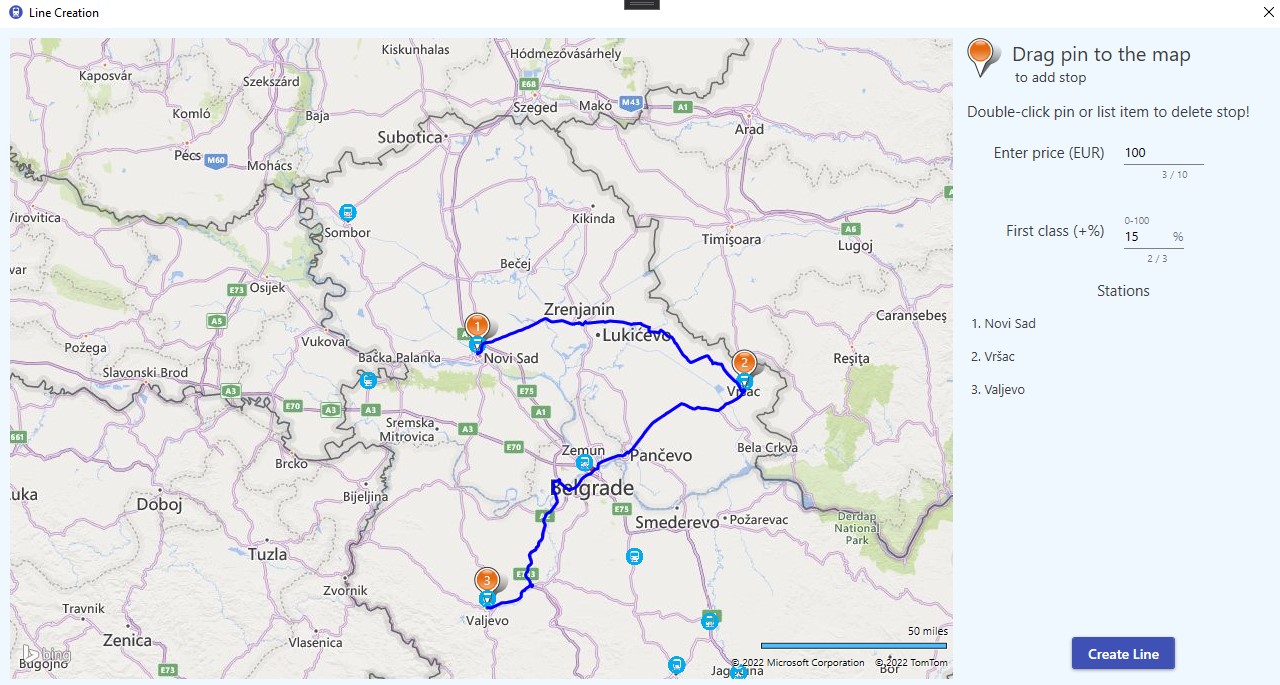 Line Creation
Kiskunhalas
Hódmezővásárhely
Kaposvár
Szekszárd
E68
Makó
M43
A1
Szeged
Komló
Baja
Arad
Subotica
Pécs
M60
Mohács
Virovitica
Sombor
Kikinda
Timişoara
A6
Lugoj
Bečej
Osijek
E73
Zrenjanin
Caransebeş
A5
1
Lukićevo
Vukovar
Požega
Bačka Palanka
Novi Sad
2
Reşiţa
Slavonski Brod
Vršac
A3
E75
E70
A3
A3
A1
Sremska
Mitrovica
A3
E70
Zemun
Pančevo
Bela Crkva
661
Brcko
Belgrade
Bijeljina
Doboj
E75
Smederevo
Požarevac
Derdap
National
Park
Tuzla
3
Zvornik
Travnik
Valjevo
Zenica
Vlasenica
50 miles
bing
Bugojno
E73
© 2022 Microsoft Corporation
© 2022 TomTom
Jagodina
Bor
Drag pin to the map
to add stop
Double-click pin or list item to delete stop!
Enter price (EUR)
100
3 / 10
0-100
First class (+%)
15
%
2 / 3
Stations
1. Novi Sad
2. Vršac
3. Valjevo
Create Line